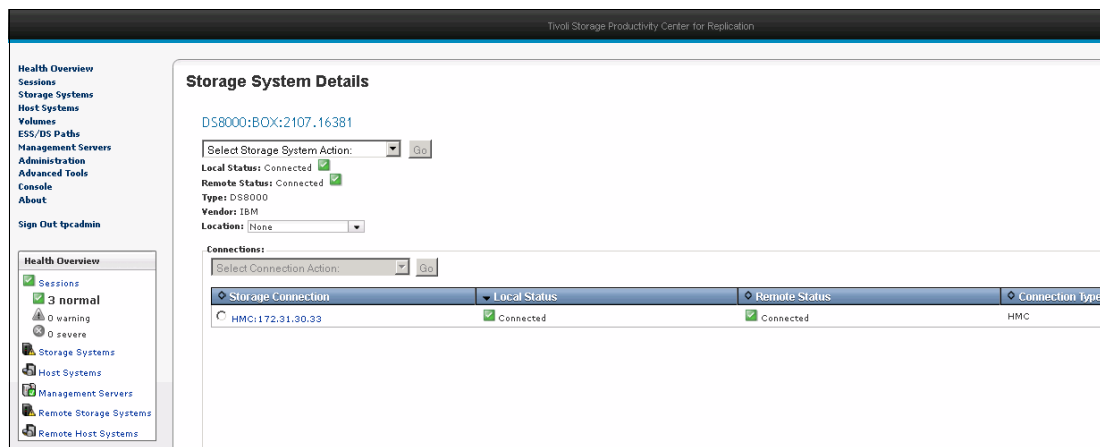 Tivoli Storage Productivity Center for Replication
Health Overview
Sessions
Storage Systems
Host Systems
Volumes
ESS/DS Paths
Management Servers
Administration
Advanced Tools
Console
About
Sign Out tpcadmin
Health Overview
Sessions
3 normal
0 warning
0 severe
Storage Systems
Host Systems
Management Servers
Remote Storage Systems
Remote Host Systems
Storage System Details
DS8000:BOX:2107.16381
Select Storage System Action: Go
Local Status: Connected
Remote Status: Connected
Type: DS8000
Vendor: IBM
Location: None
Connections:
Select Connection Action: Go
Storage Connection Local Status Remote Status Connection Type
HMC:172.31.30.33 Connected Connected HMC